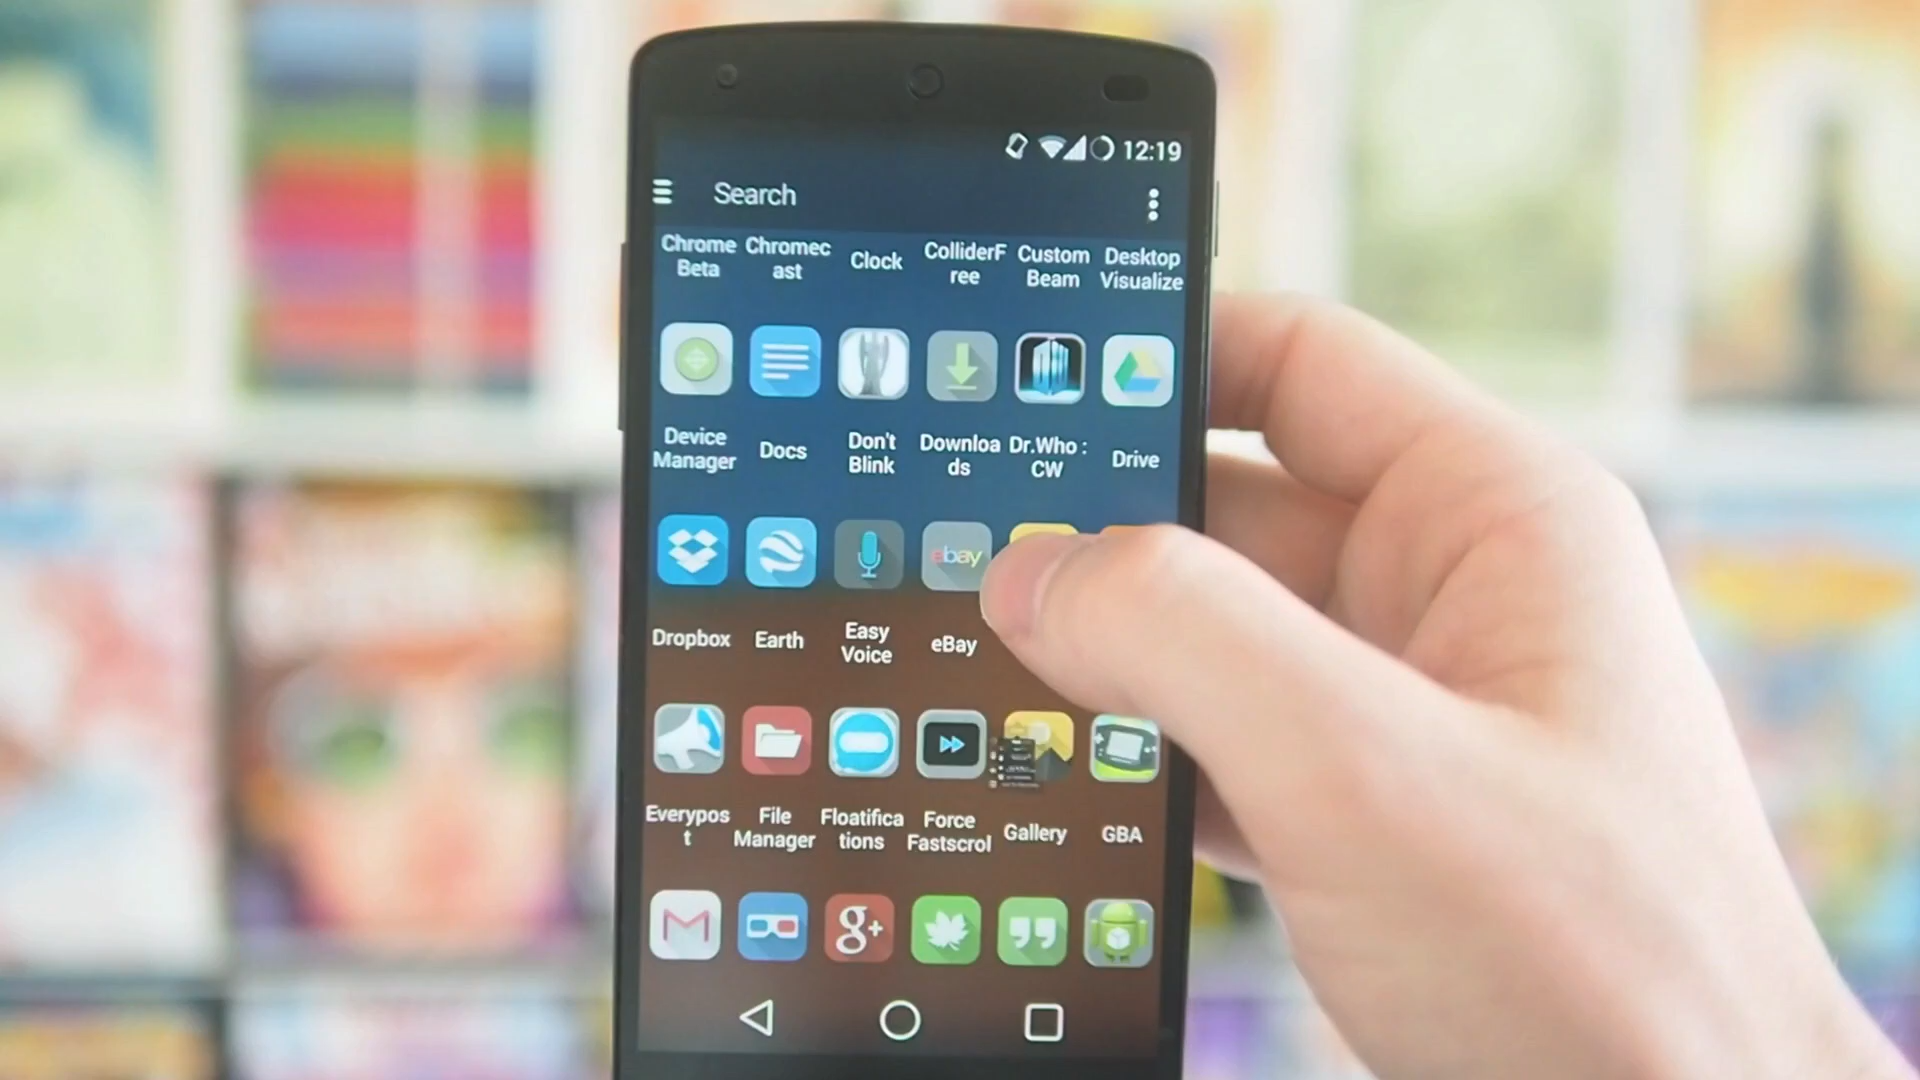 12:19
Search
Chrome Chromec Clock ColliderF Custom Desktop
Beta ast ree Beam Visualize
Device Docs Don't Downloa Dr.Who : Drive
Manager Blink ds CW
ebay
Dropbox Earth Easy eBay
Voice
Everypos File Floatifica Force Gallery GBA
t Manager tions Fastscrol
M g+